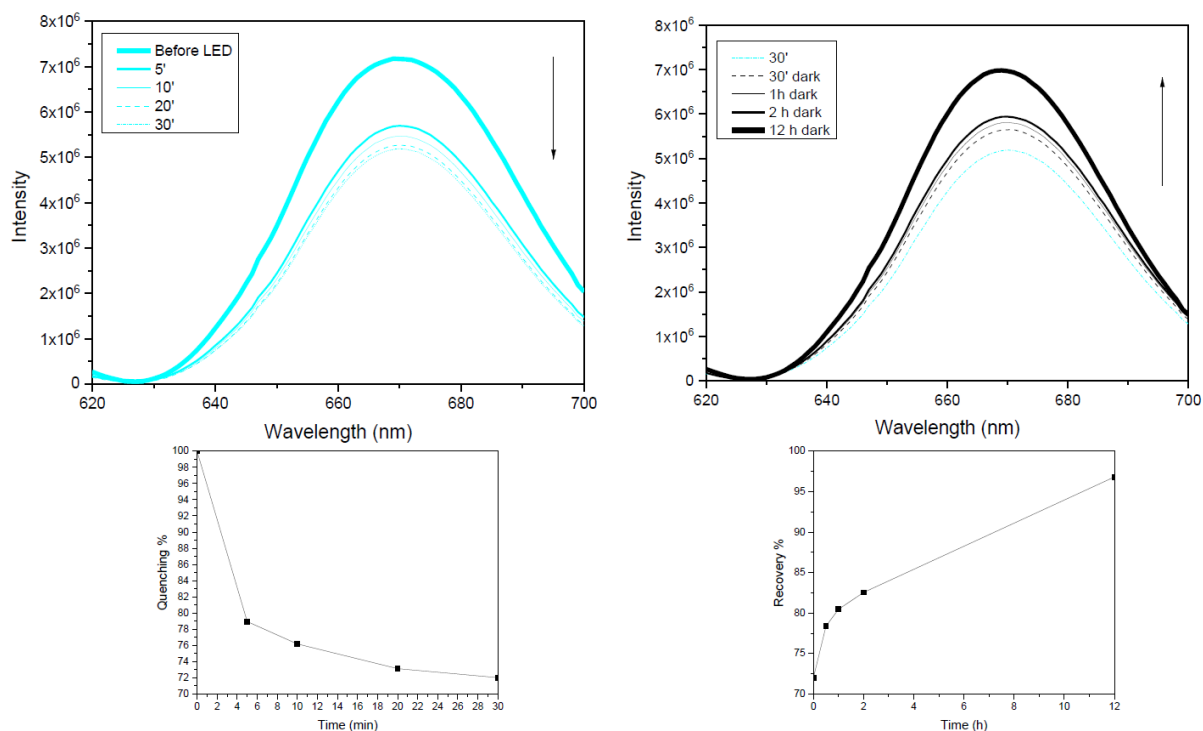 8x10⁶
7x10⁶
6x10⁶
5x10⁶
4x10⁶
3x10⁶
2x10⁶
1x10⁶
0
Intensity
Before LED
5'
10'
20'
30'
620
640
660
680
700
Wavelength (nm)
8x10⁶
7x10⁶
6x10⁶
5x10⁶
4x10⁶
3x10⁶
2x10⁶
1x10⁶
0
Intensity
30'
30' dark
1h dark
2 h dark
12 h dark
620
640
660
680
700
Wavelength (nm)
100
98
96
94
92
90
88
86
84
82
80
78
76
74
72
70
Quenching %
0 2 4 6 8 10 12 14 16 18 20 22 24 26 28 30
Time (min)
100
95
90
85
80
75
70
Recovery %
0 2 4 6 8 10 12
Time (h)